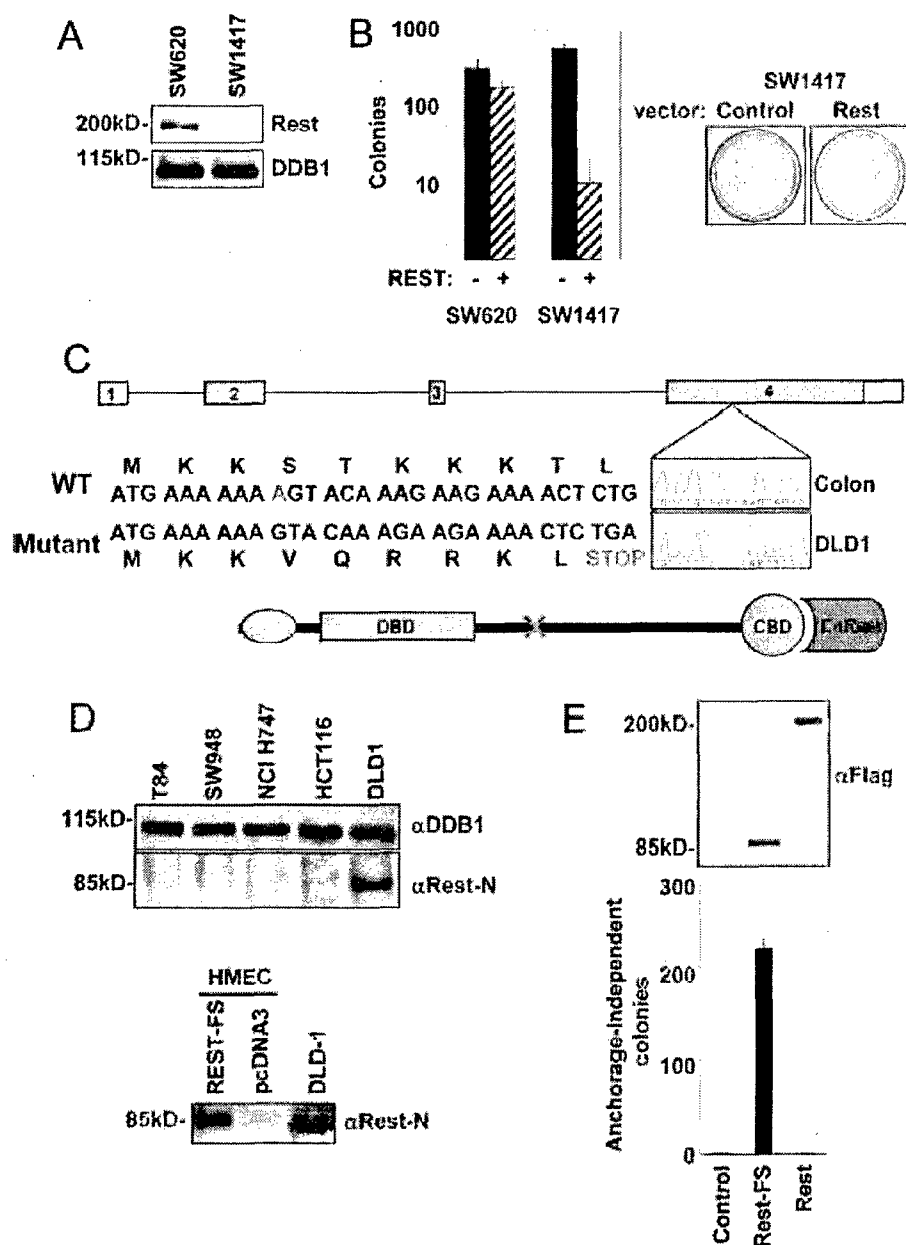 A
SW620
SW1417
200kD-
Rest
115kD-
DDB1
B
1000
100
10
Colonies
REST: - + - +
SW620 SW1417
SW1417
vector: Control Rest
C
1 2 3 4
M K K S T K K K T L
WT
ATG AAA AAA AGT ACA AAG AAG AAA ACT CTG
Colon
Mutant
ATG AAA AAA GTA CAA AGA AGA AAA CTC TGA
M K K V Q R R K L STOP
DLD1
DBD
CBD
D
T84
SW948
NCI H747
HCT116
DLD1
115kD-
αDDB1
85kD-
αRest-N
HMEC
REST-FS
pcDNA3
DLD-1
85kD-
αRest-N
E
200kD-
αFlag
85kD-
300
200
100
0
Anchorage-Independent
colonies
Control
Rest-FS
Rest